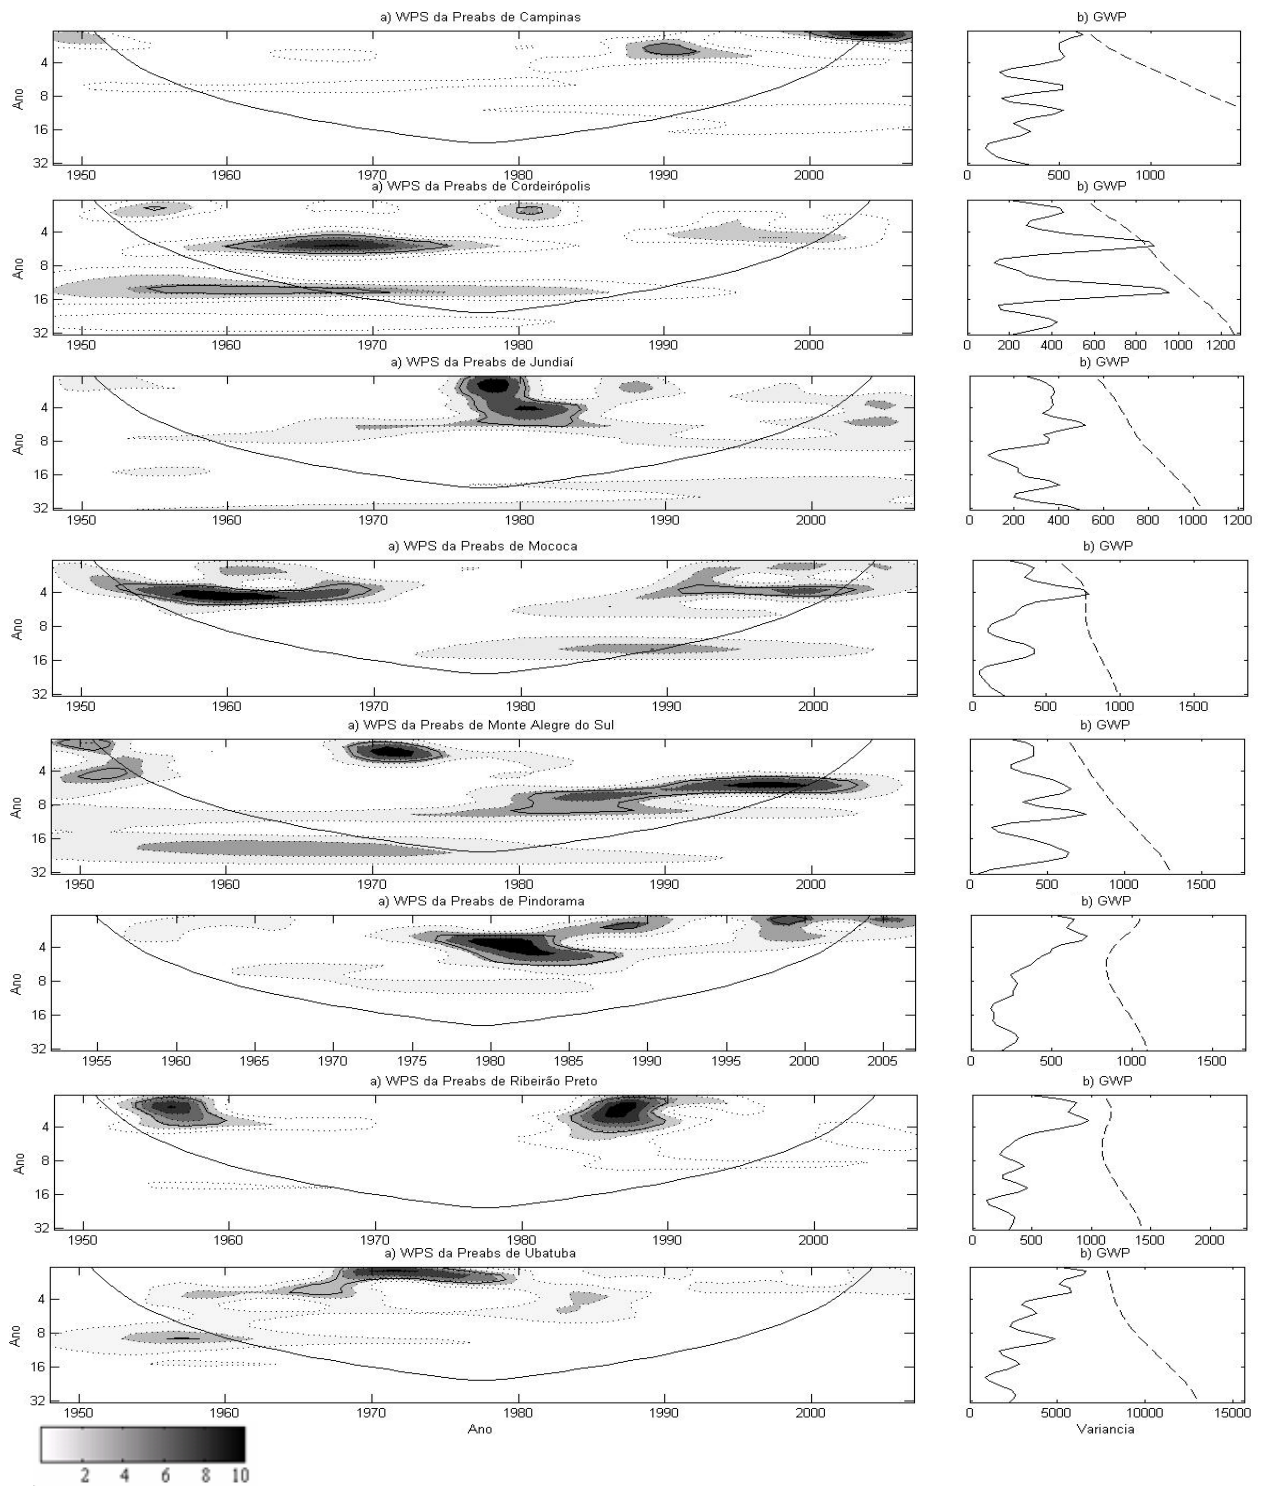 a) WPS da Preabs de Campinas b) GWP
Ano
4
8
16
32
1950 1960 1970 1980 1990 2000 0 500 1000
a) WPS da Preabs de Cordeirópolis b) GWP
Ano
4
8
16
32
1950 1960 1970 1980 1990 2000 0 200 400 600 800 1000 1200
a) WPS da Preabs de Jundiaí b) GWP
Ano
4
8
16
32
1950 1960 1970 1980 1990 2000 0 200 400 600 800 1000 1200
a) WPS da Preabs de Mococa b) GWP
Ano
4
8
16
32
1950 1960 1970 1980 1990 2000 0 500 1000 1500
a) WPS da Preabs de Monte Alegre do Sul b) GWP
Ano
4
8
16
32
1950 1960 1970 1980 1990 2000 0 500 1000 1500
a) WPS da Preabs de Pindorama b) GWP
Ano
4
8
16
32
1955 1960 1965 1970 1975 1980 1985 1990 1995 2000 2005 0 500 1000 1500
a) WPS da Preabs de Ribeirão Preto b) GWP
Ano
4
8
16
32
1950 1960 1970 1980 1990 2000 0 500 1000 1500 2000
a) WPS da Preabs de Ubatuba b) GWP
Ano
4
8
16
32
1950 1960 1970 1980 1990 2000 0 5000 10000 15000
Ano Variancia
2 4 6 8 10